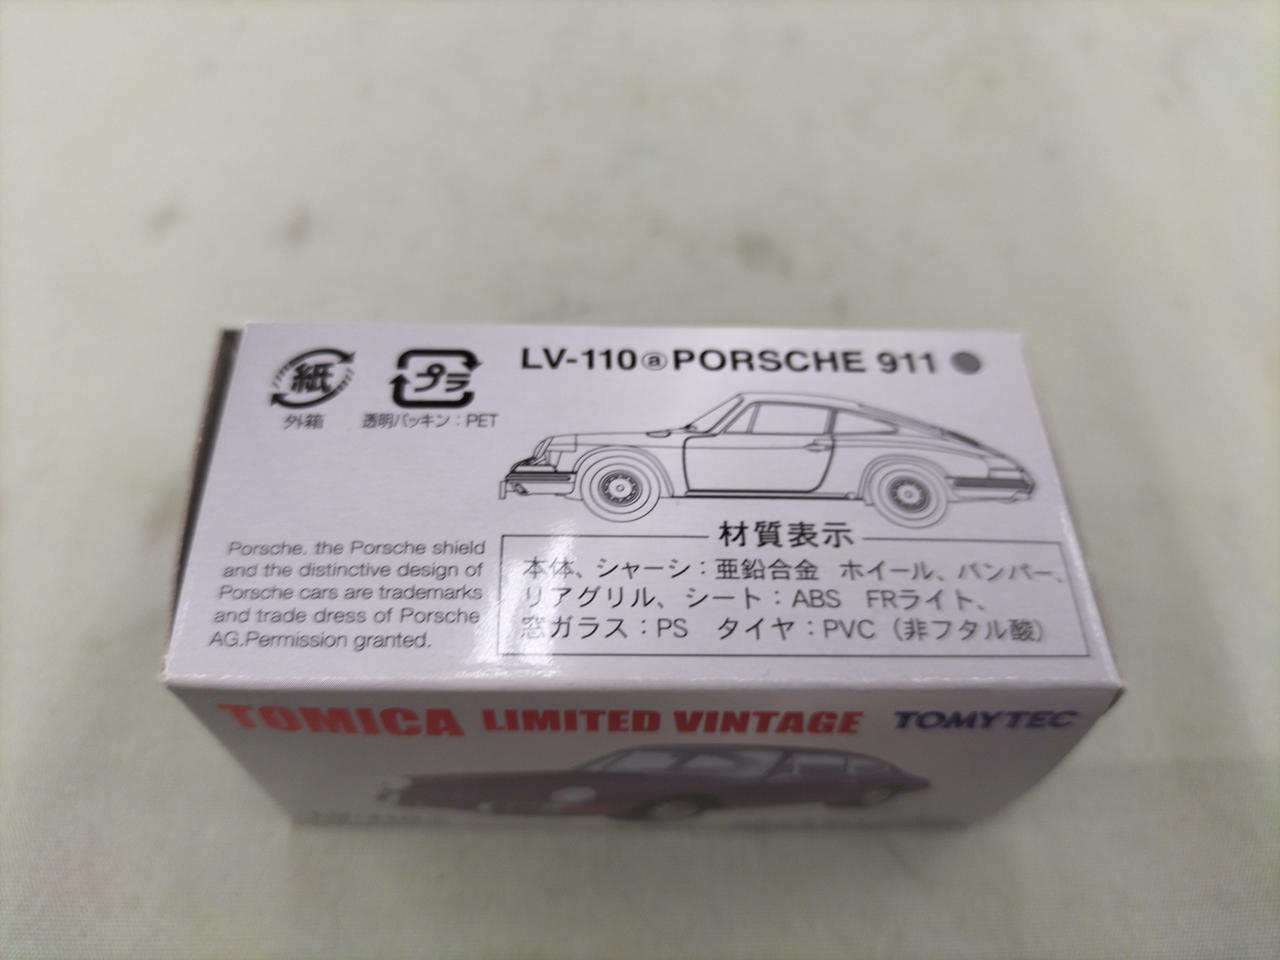 LV-110ⓐPORSCHE 911
紙
外箱
プラ
透明パッキン：PET
Porsche. the Porsche shield
and the distinctive design of
Porsche cars are trademarks
and trade dress of Porsche
AG.Permission granted.
材質表示
本体、シャーシ：亜鉛合金　ホイール、バンパー、
リアグリル、シート：ABS　FRライト、
窓ガラス：PS　タイヤ：PVC（非フタル酸）
TOMICA LIMITED VINTAGE TOMYTEC